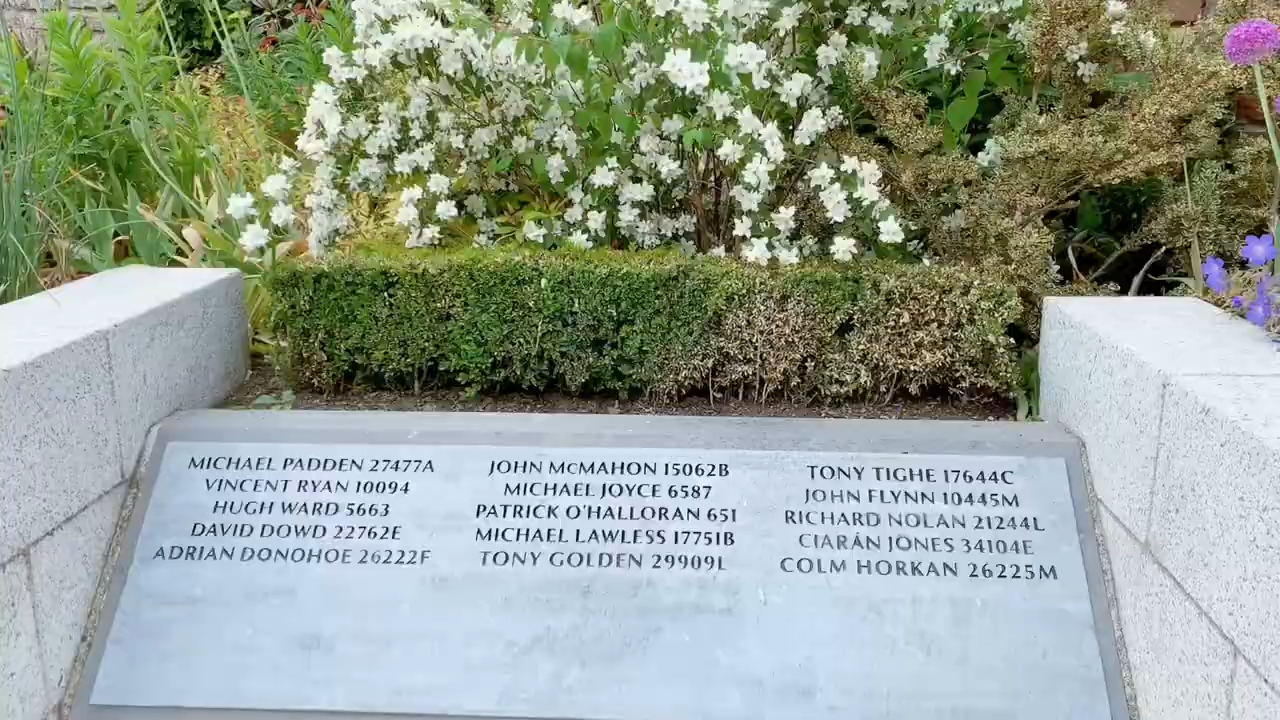 MICHAEL PADDEN 27477A
VINCENT RYAN 10094
HUGH WARD 5663
DAVID DOWD 22762E
ADRIAN DONOHOE 26222F
JOHN McMAHON 15062B
MICHAEL JOYCE 6587
PATRICK O'HALLORAN 651
MICHAEL LAWLESS 17751B
TONY GOLDEN 29909L
TONY TIGHE 17644C
JOHN FLYNN 10445M
RICHARD NOLAN 21244L
CIARÁN JONES 34104E
COLM HORKAN 26225M